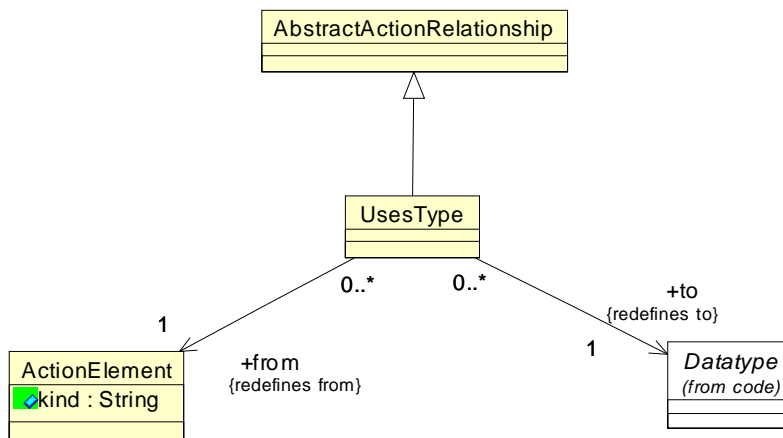 AbstractActionRelationship
UsesType
0..*
0..*
+to
{redefines to}
1
1
+from
{redefines from}
ActionElement
kind : String
Datatype
(from code)